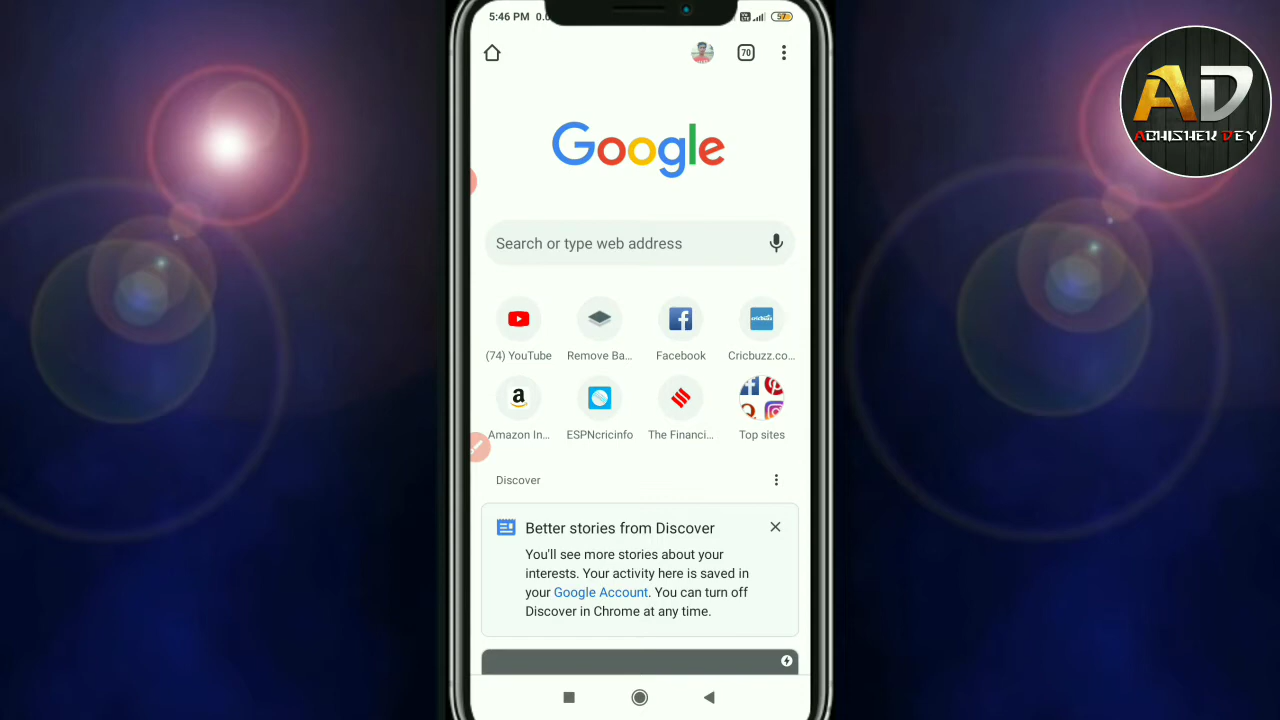 5:46 PM 0.
57
70
Google
Search or type web address
(74) YouTube
Remove Ba...
Facebook
Cricbuzz.co...
Amazon In...
ESPNcricinfo
The Financi...
Top sites
Discover
Better stories from Discover
You'll see more stories about your
interests. Your activity here is saved in
your Google Account. You can turn off
Discover in Chrome at any time.
AD
ABHISHEK DEY